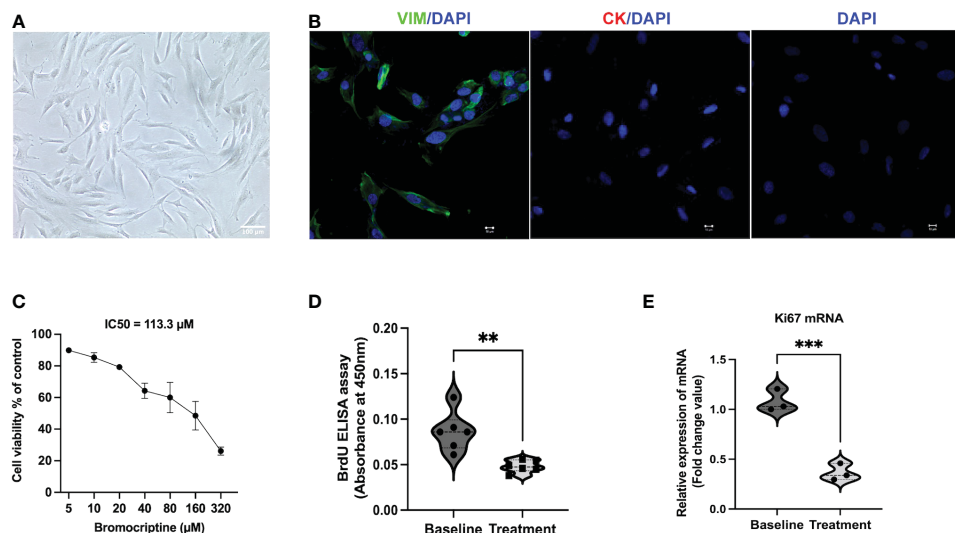 A
100 µm
B
VIM/DAPI
CK/DAPI
DAPI
C
IC50 = 113.3 µM
Cell viability % of control
100
80
60
40
20
0
5 10 20 40 80 160 320
Bromocriptine (µM)
D
BrdU ELISA assay
(Absorbance at 450nm)
0.20
0.15
0.10
0.05
0.00
**
Baseline Treatment
E
Ki67 mRNA
Relative expression of mRNA
(Fold change value)
1.5
1.0
0.5
0.0
***
Baseline Treatment